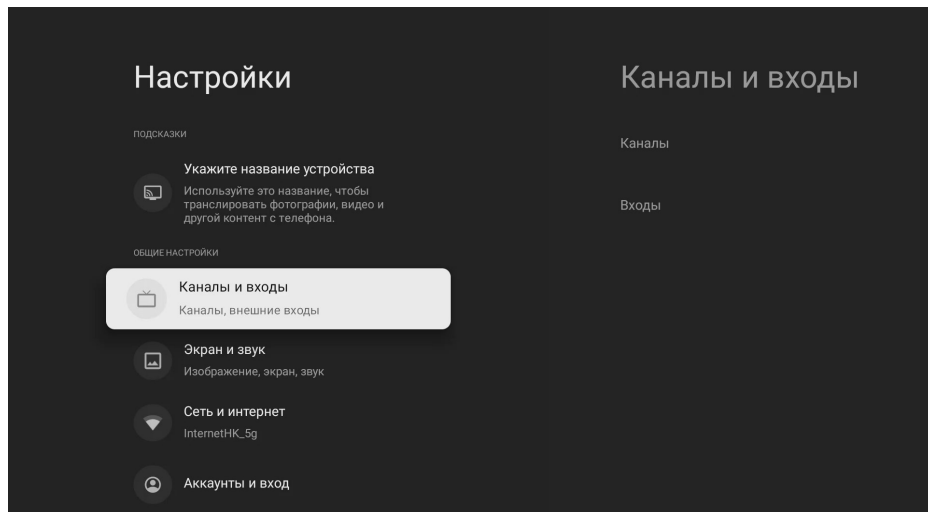 Настройки
ПОДСКАЗКИ
Укажите название устройства
Используйте это название, чтобы
транслировать фотографии, видео и
другой контент с телефона.
ОБЩИЕ НАСТРОЙКИ
Каналы и входы
Каналы, внешние входы
Экран и звук
Изображение, экран, звук
Сеть и интернет
InternetHK_5g
Аккаунты и вход
Каналы и входы
Каналы
Входы